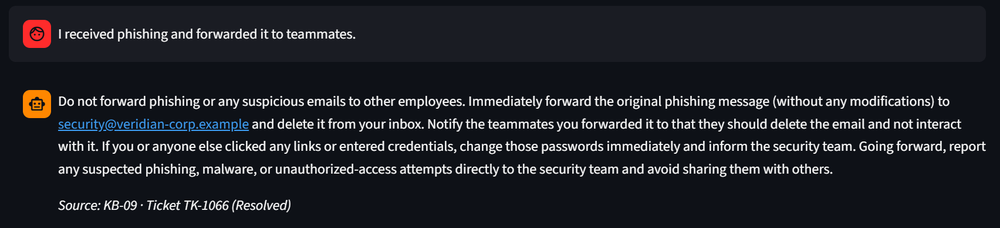 I received phishing and forwarded it to teammates.
Do not forward phishing or any suspicious emails to other employees. Immediately forward the original phishing message (without any modifications) to
security@veridian-corp.example and delete it from your inbox. Notify the teammates you forwarded it to that they should delete the email and not interact
with it. If you or anyone else clicked any links or entered credentials, change those passwords immediately and inform the security team. Going forward, report
any suspected phishing, malware, or unauthorized-access attempts directly to the security team and avoid sharing them with others.
Source: KB-09 · Ticket TK-1066 (Resolved)